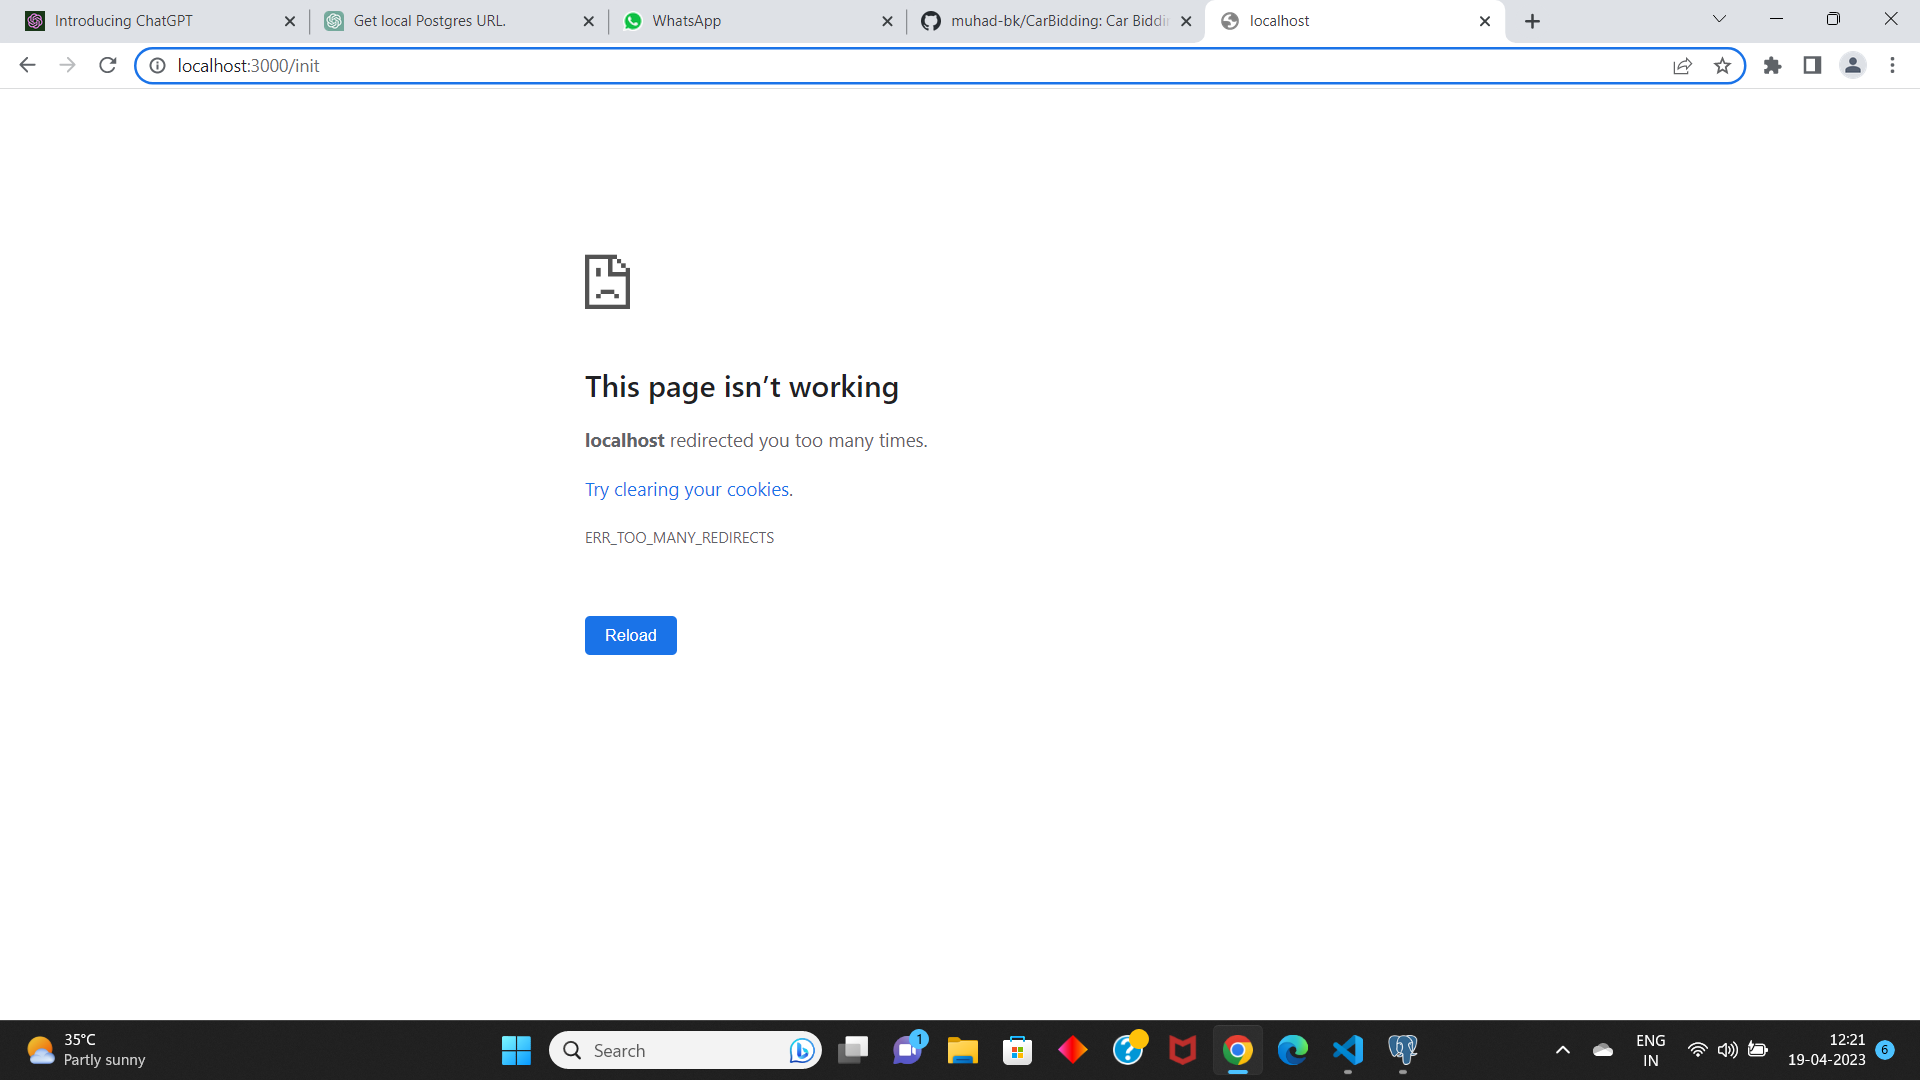 Introducing ChatGPT
Get local Postgres URL.
WhatsApp
muhad-bk/CarBidding: Car Biddi
localhost
localhost:3000/init
This page isn’t working
localhost redirected you too many times.
Try clearing your cookies.
ERR_TOO_MANY_REDIRECTS
Reload
35°C
Partly sunny
Search
1
ENG
IN
12:21
19-04-2023
6